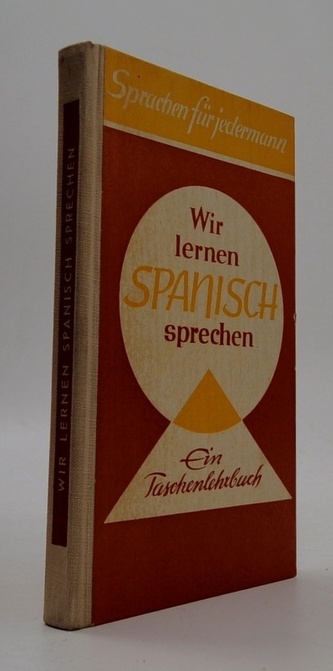 Sprachen für jedermann
Wir
lernen
SPANISCH
sprechen
Ein
Taschenlehrbuch
WIR LERNEN SPANISCH SPRECHEN